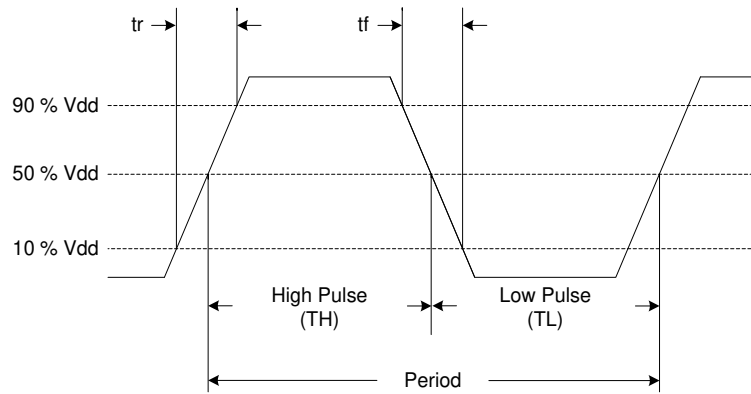 tr
tf
90 % Vdd
50 % Vdd
10 % Vdd
High Pulse
(TH)
Low Pulse
(TL)
Period